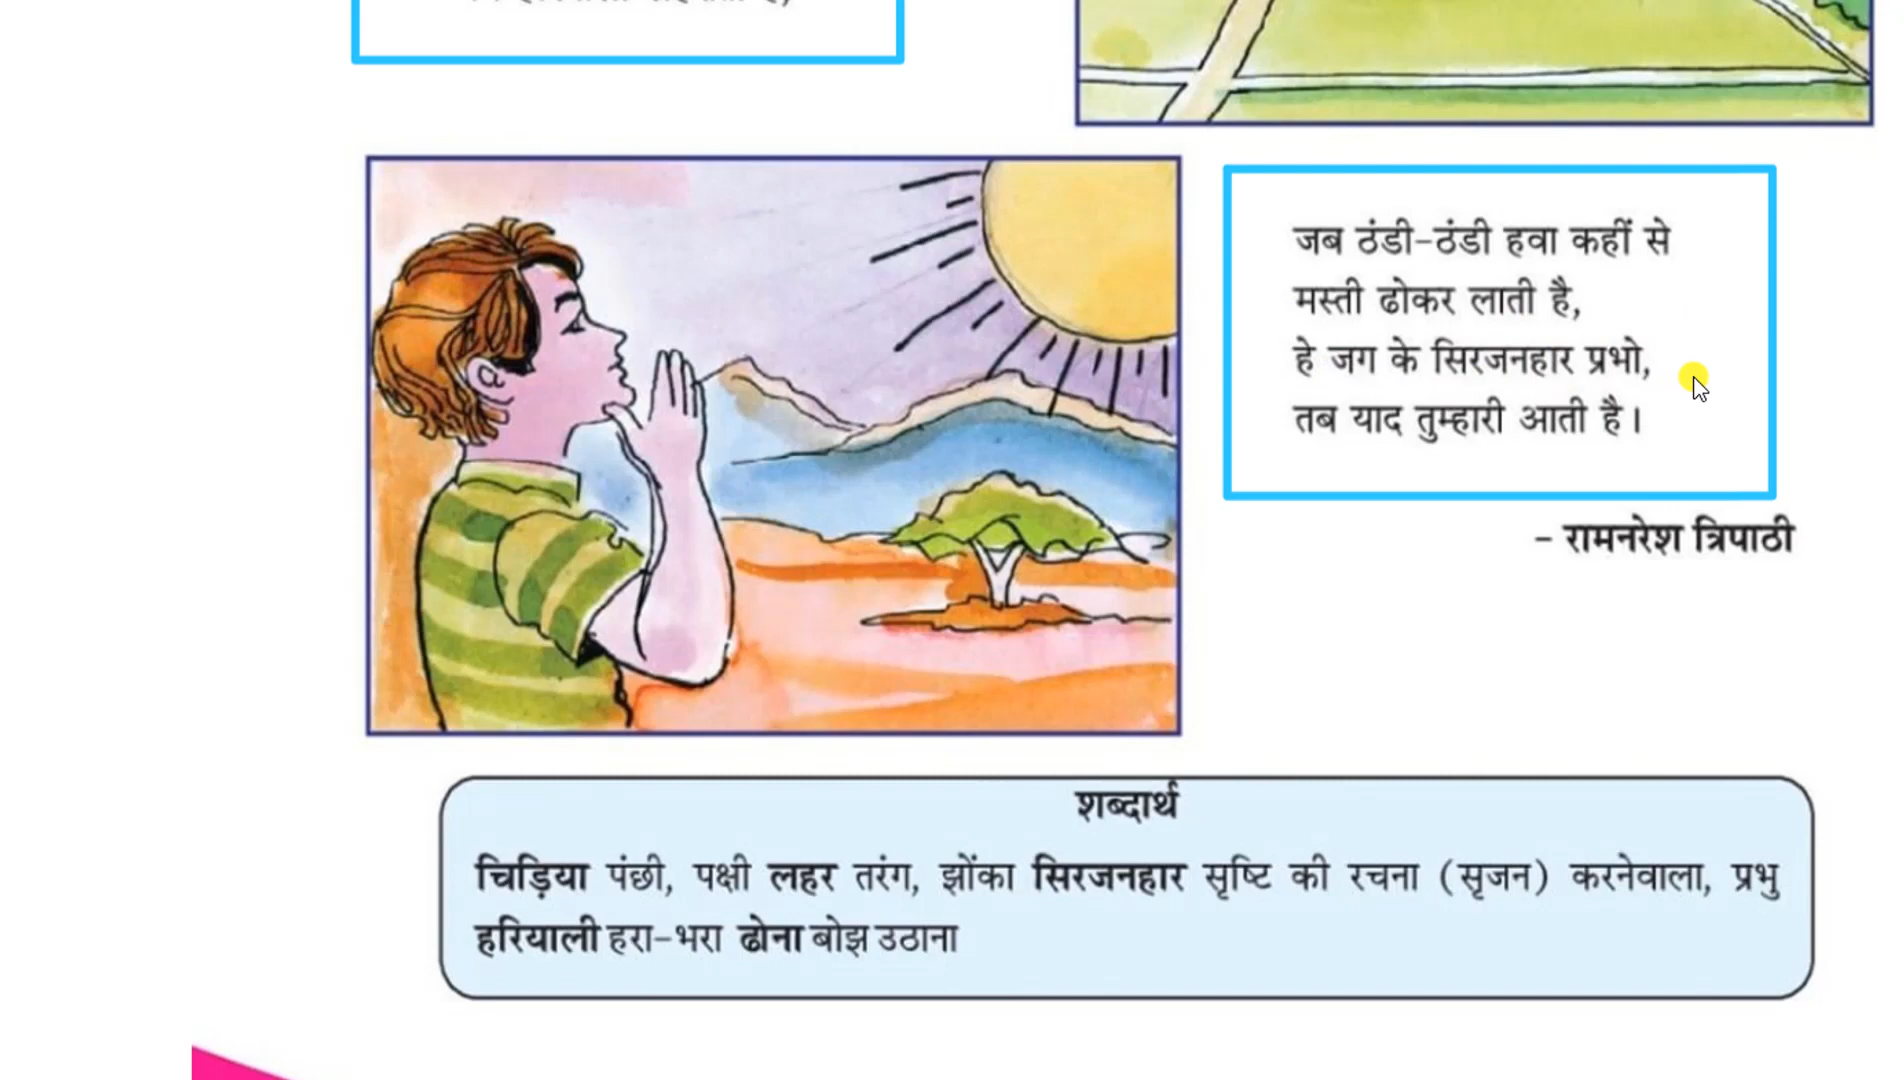 जब ठंडी-ठंडी हवा कहीं से
मस्ती ढोकर लाती है,
हे जग के सिरजनहार प्रभो,
तब याद तुम्हारी आती है।
- रामनरेश त्रिपाठी
शब्दार्थ
चिड़िया पंछी, पक्षी लहर तरंग, झोंका सिरजनहार सृष्टि की रचना (सृजन) करनेवाला, प्रभु
हरियाली हरा-भरा ढोना बोझ उठाना